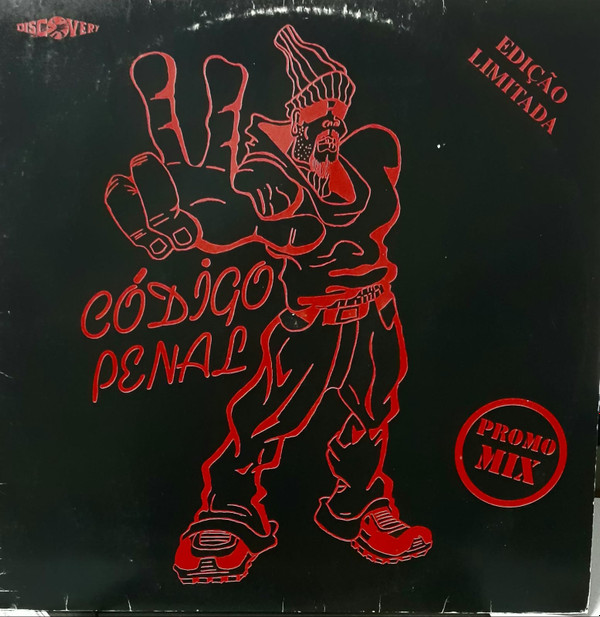 DISCOVERY
EDIÇÃO
LIMITADA
CÓDIGO
PENAL
PROMO
MIX